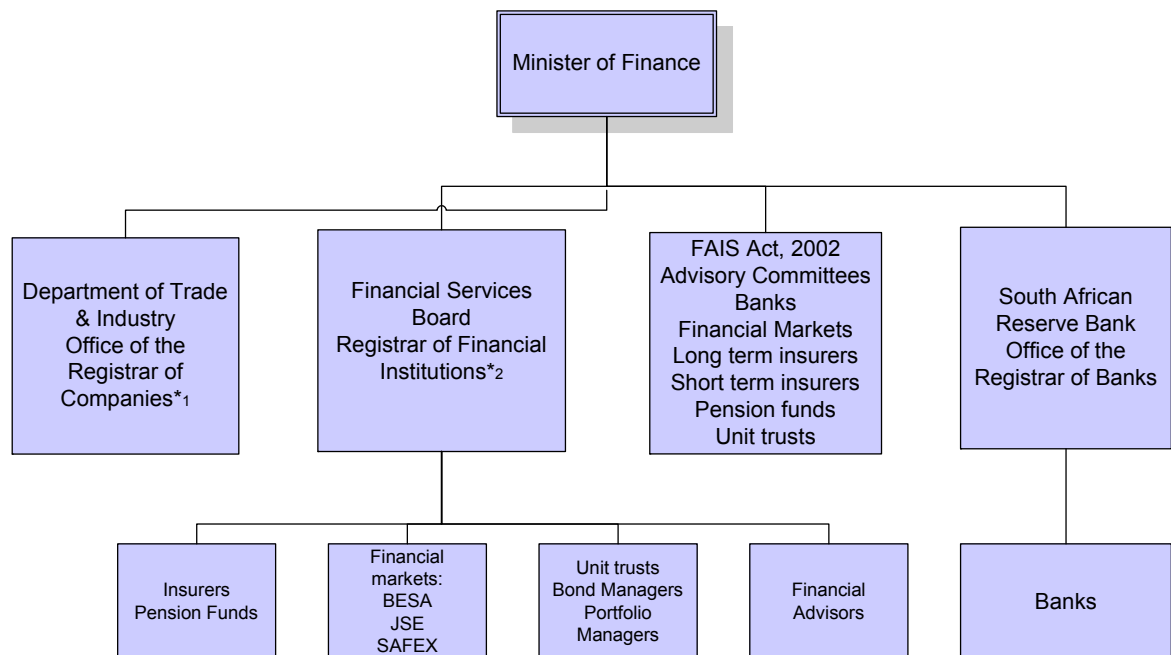 Minister of Finance
Department of Trade
& Industry
Office of the
Registrar of
Companies*1
Financial Services
Board
Registrar of Financial
Institutions*2
FAIS Act, 2002
Advisory Committees
Banks
Financial Markets
Long term insurers
Short term insurers
Pension funds
Unit trusts
South African
Reserve Bank
Office of the
Registrar of Banks
Insurers
Pension Funds
Financial
markets:
BESA
JSE
SAFEX
Unit trusts
Bond Managers
Portfolio
Managers
Financial
Advisors
Banks